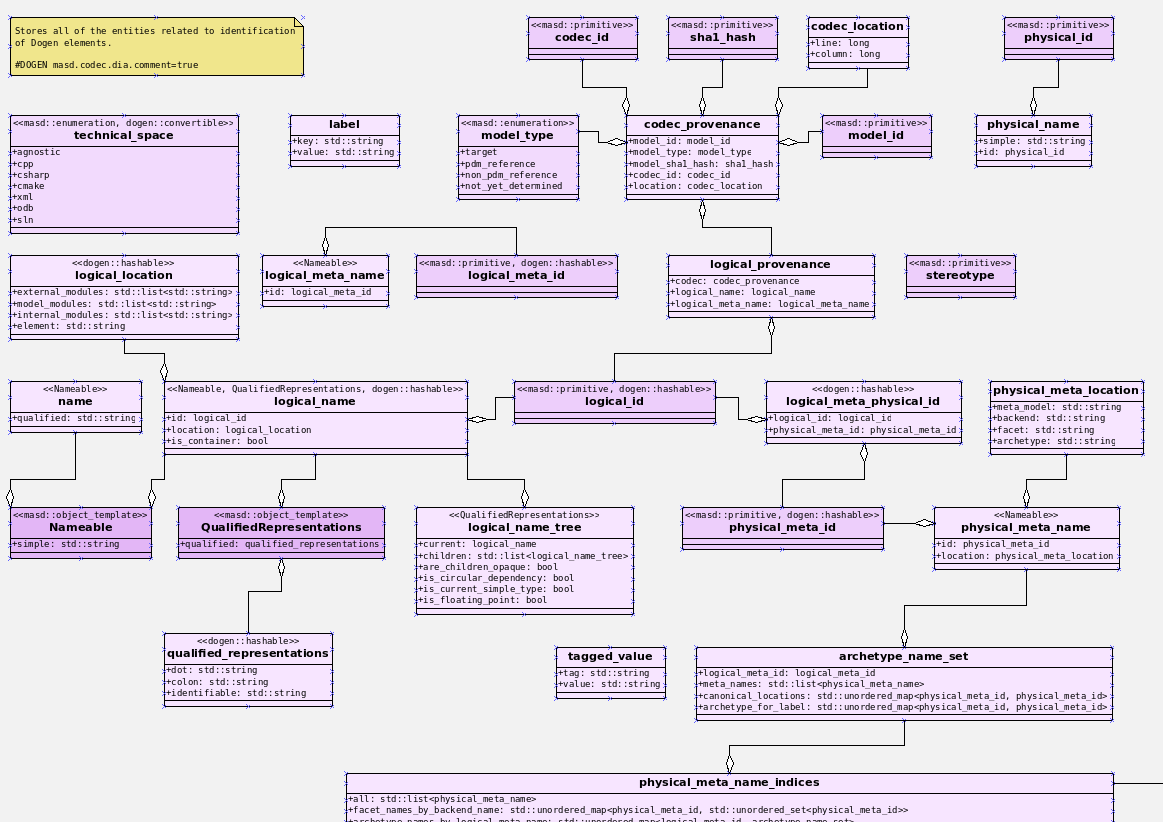 Stores all of the entities related to identification
of Dogen elements.
#DOGEN masd.codec.dia.comment=true
<<masd::primitive>>
codec_id
<<masd::primitive>>
sha1_hash
codec_location
+line: long
+column: long
<<masd::primitive>>
physical_id
<<masd::enumeration, dogen::convertible>>
technical_space
+agnostic
+cpp
+csharp
+cmake
+xml
+odb
+sln
label
+key: std::string
+value: std::string
<<masd::enumeration>>
model_type
+target
+pdm_reference
+non_pdm_reference
+not_yet_determined
codec_provenance
+model_id: model_id
+model_type: model_type
+model_sha1_hash: sha1_hash
+codec_id: codec_id
+location: codec_location
<<masd::primitive>>
model_id
physical_name
+simple: std::string
+id: physical_id
<<dogen::hashable>>
logical_location
+external_modules: std::list<std::string>
+model_modules: std::list<std::string>
+internal_modules: std::list<std::string>
+element: std::string
<<Nameable>>
logical_meta_name
+id: logical_meta_id
<<masd::primitive, dogen::hashable>>
logical_meta_id
logical_provenance
+codec: codec_provenance
+logical_name: logical_name
+logical_meta_name: logical_meta_name
<<masd::primitive>>
stereotype
<<Nameable>>
name
+qualified: std::string
<<Nameable, QualifiedRepresentations, dogen::hashable>>
logical_name
+id: logical_id
+location: logical_location
+is_container: bool
<<masd::primitive, dogen::hashable>>
logical_id
<<dogen::hashable>>
logical_meta_physical_id
+logical_id: logical_id
+physical_meta_id: physical_meta_id
physical_meta_location
+meta_model: std::string
+backend: std::string
+facet: std::string
+archetype: std::string
<<masd::object_template>>
Nameable
+simple: std::string
<<masd::object_template>>
QualifiedRepresentations
+qualified: qualified_representations
<<QualifiedRepresentations>>
logical_name_tree
+current: logical_name
+children: std::list<logical_name_tree>
+are_children_opaque: bool
+is_circular_dependency: bool
+is_current_simple_type: bool
+is_floating_point: bool
<<masd::primitive, dogen::hashable>>
physical_meta_id
<<Nameable>>
physical_meta_name
+id: physical_meta_id
+location: physical_meta_location
<<dogen::hashable>>
qualified_representations
+dot: std::string
+colon: std::string
+identifiable: std::string
tagged_value
+tag: std::string
+value: std::string
archetype_name_set
+logical_meta_id: logical_meta_id
+meta_names: std::list<physical_meta_name>
+canonical_locations: std::unordered_map<physical_meta_id, physical_meta_id>
+archetype_for_label: std::unordered_map<physical_meta_id, physical_meta_id>
physical_meta_name_indices
+all: std::list<physical_meta_name>
+facet_names_by_backend_name: std::unordered_map<physical_meta_id, std::unordered_set<physical_meta_id>>
+archetype_names_by_logical_meta_name: std::unordered_map<logical_meta_id, archetype_name_set>